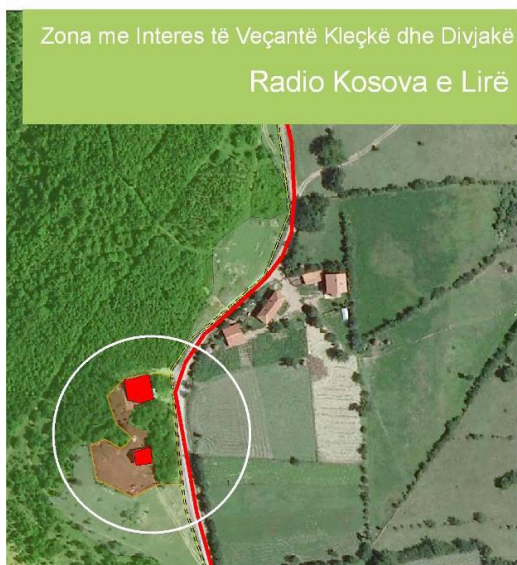 Zona me Interes të Veçantë Kleçkë dhe Divjakë
Radio Kosova e Lirë